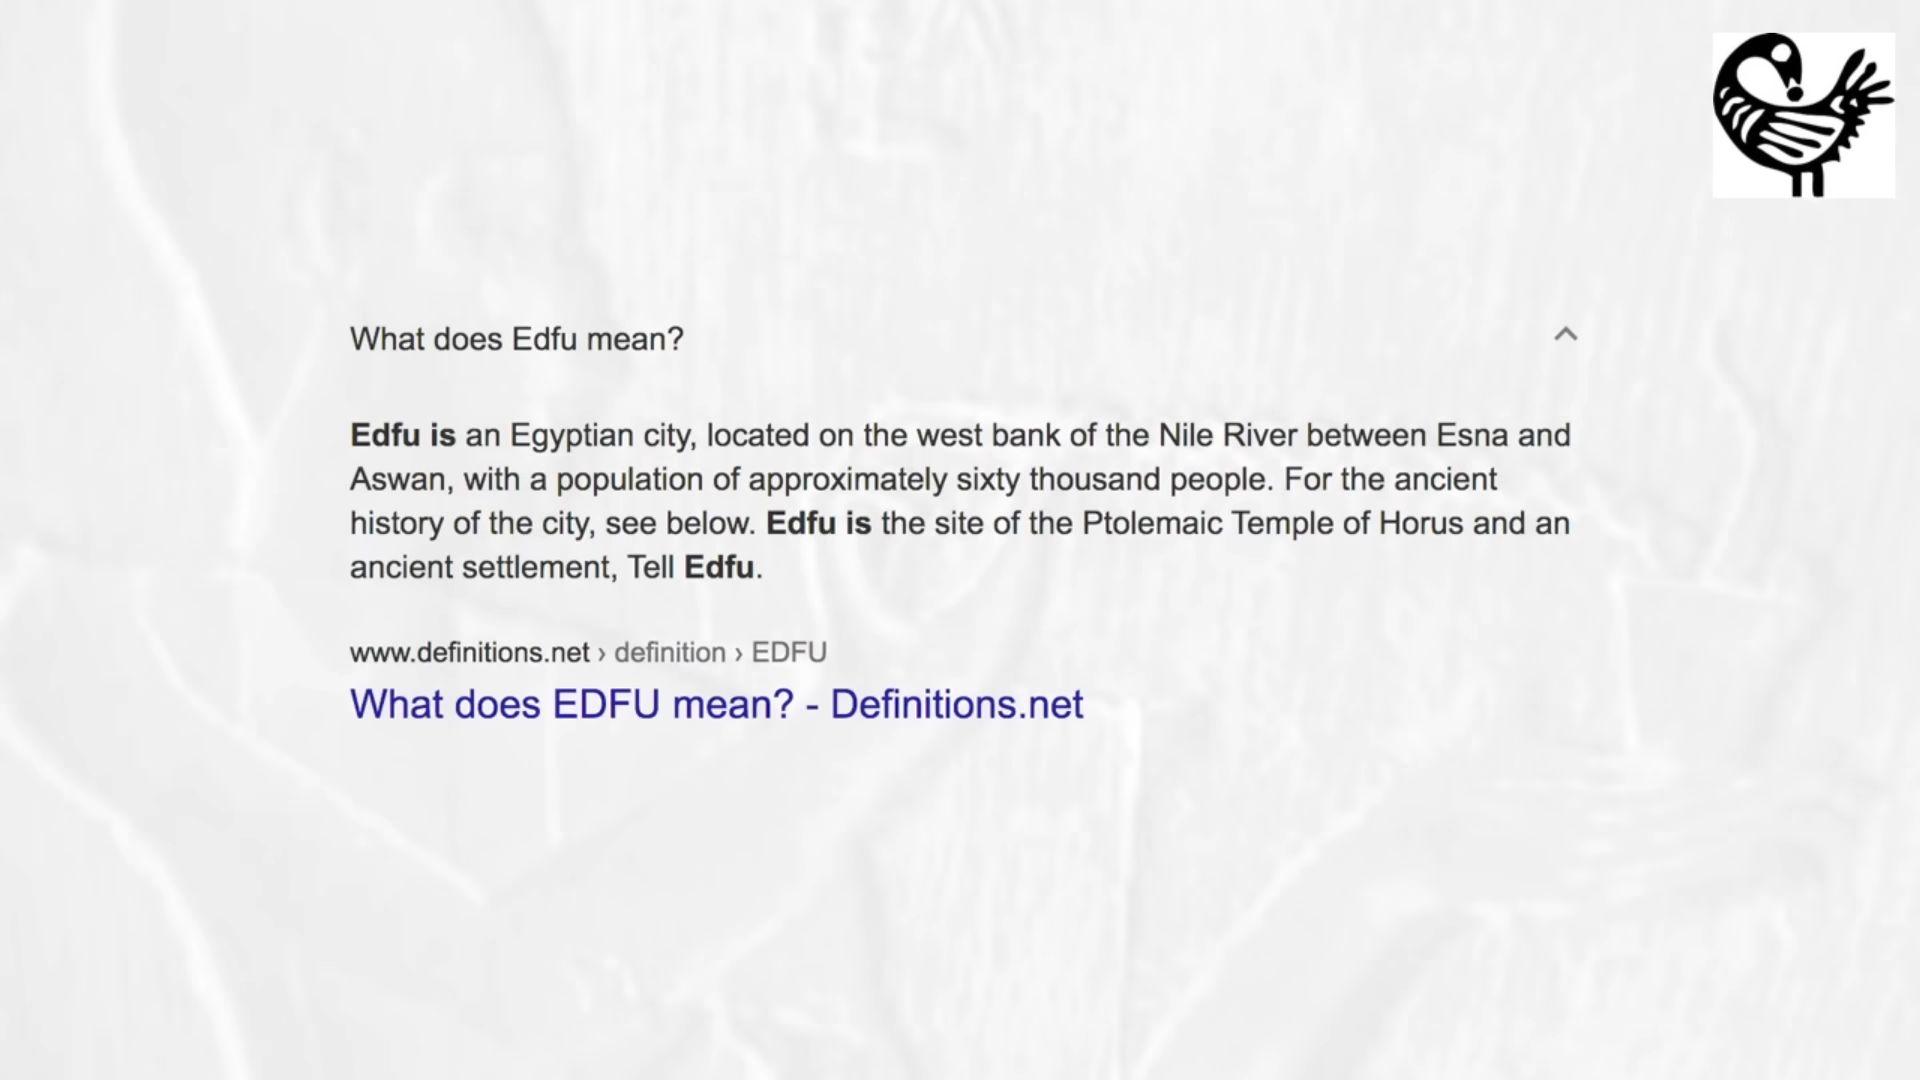 What does Edfu mean?
Edfu is an Egyptian city, located on the west bank of the Nile River between Esna and
Aswan, with a population of approximately sixty thousand people. For the ancient
history of the city, see below. Edfu is the site of the Ptolemaic Temple of Horus and an
ancient settlement, Tell Edfu.
www.definitions.net › definition › EDFU
What does EDFU mean? - Definitions.net